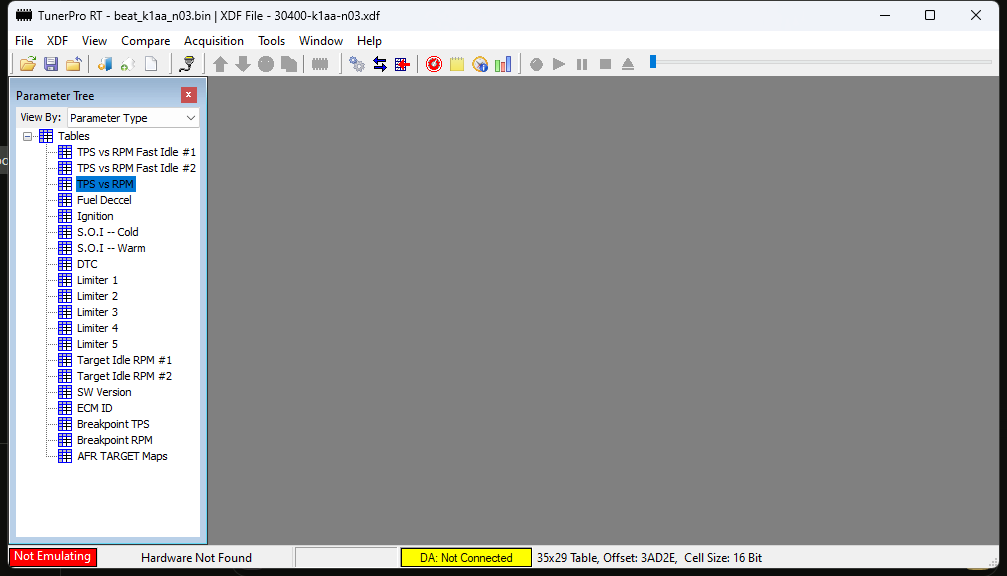 TunerPro RT - beat_k1aa_n03.bin | XDF File - 30400-k1aa-n03.xdf
File XDF View Compare Acquisition Tools Window Help
Parameter Tree
View By: Parameter Type
Tables
TPS vs RPM Fast Idle #1
TPS vs RPM Fast Idle #2
TPS vs RPM
Fuel Deccel
Ignition
S.O.I -- Cold
S.O.I -- Warm
DTC
Limiter 1
Limiter 2
Limiter 3
Limiter 4
Limiter 5
Target Idle RPM #1
Target Idle RPM #2
SW Version
ECM ID
Breakpoint TPS
Breakpoint RPM
AFR TARGET Maps
Not Emulating Hardware Not Found DA: Not Connected 35x29 Table, Offset: 3AD2E, Cell Size: 16 Bit